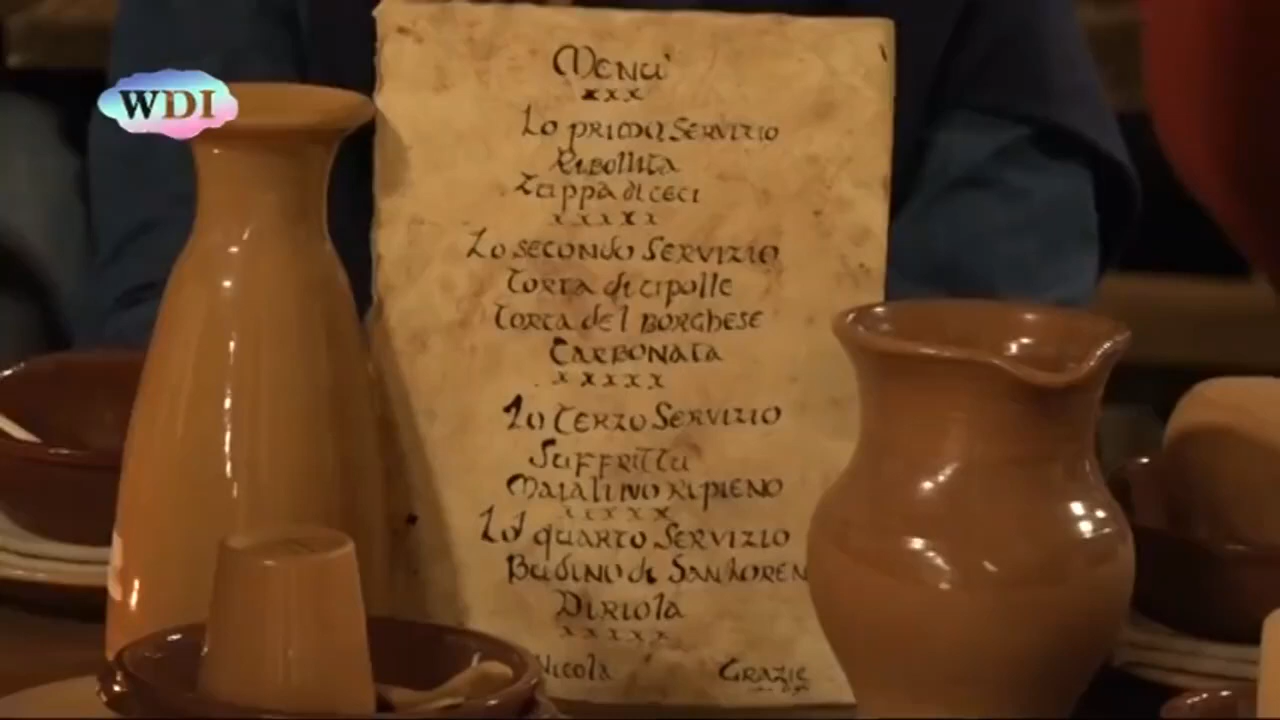 WDI
Menu'
xxx
Lo primo Servizio
Ribollita
Zuppa di ceci
xxxxx
Lo secondo Servizio
Torta di cipolle
Torta del Borghese
Carbonata
xxxxx
Lo Terzo Servizio
Suffrittu
Maialino Ripieno
xxxxx
Lo quarto Servizio
Budino di San Loren
Diriola
xxxxx
Nicola Grazie